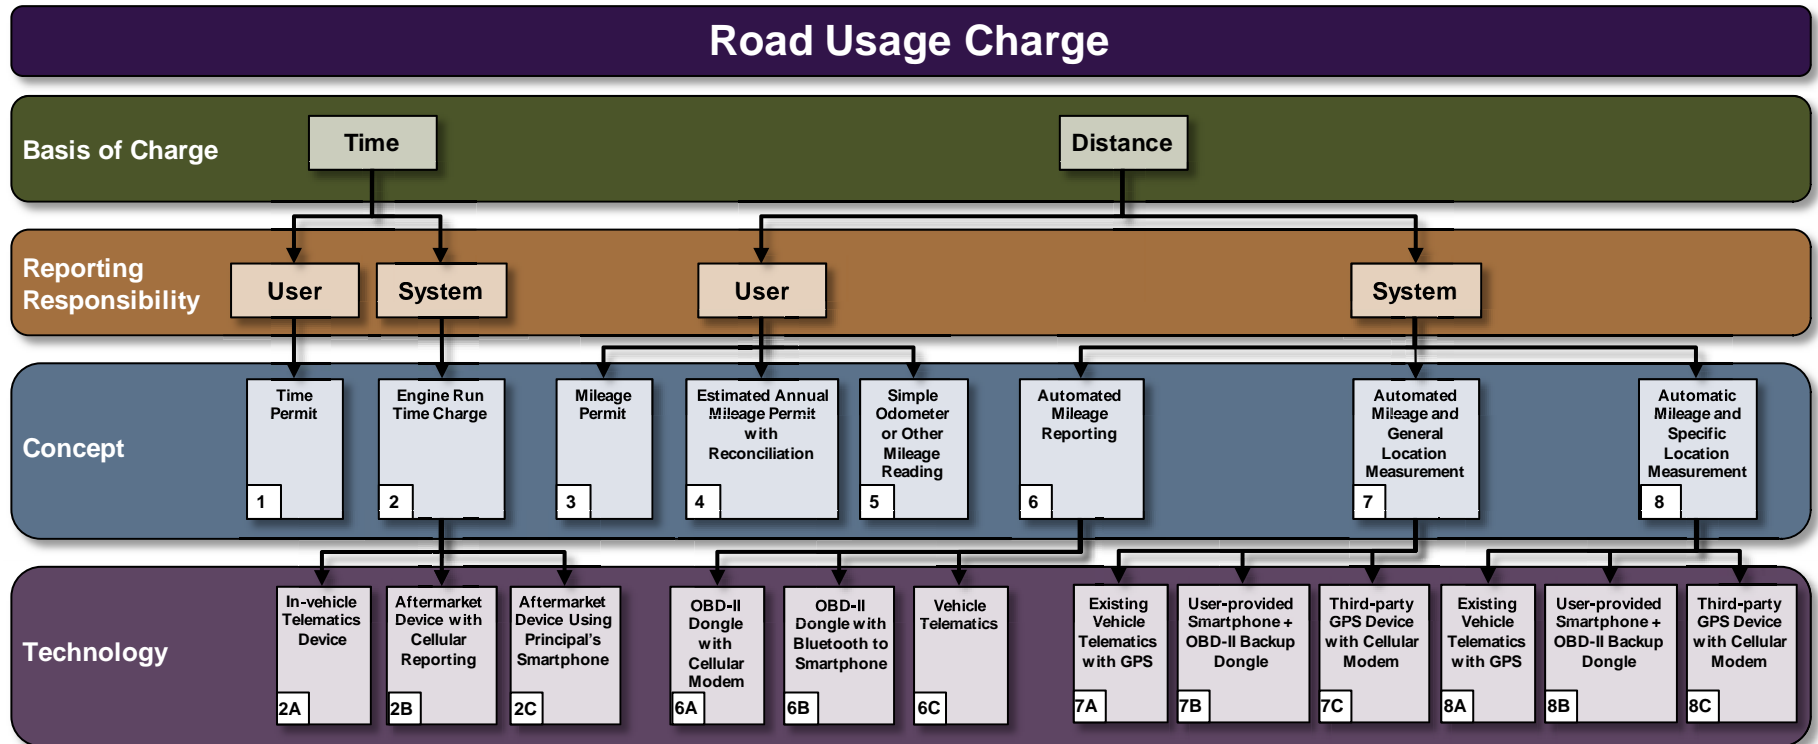 Road Usage Charge
Basis of Charge
Time
Distance
Reporting
Responsibility
User
System
User
System
Concept
Time
Permit
1
Engine Run
Time Charge
2
Mileage
Permit
3
Estimated Annual
Mileage Permit
with
Reconciliation
4
Simple
Odometer
or Other
Mileage
Reading
5
Automated
Mileage
Reporting
6
Automated
Mileage and
General
Location
Measurement
7
Automatic
Mileage and
Specific
Location
Measurement
8
Technology
In-vehicle
Telematics
Device
2A
Aftermarket
Device with
Cellular
Reporting
2B
Aftermarket
Device Using
Principal's
Smartphone
2C
OBD-II
Dongle
with
Cellular
Modem
6A
OBD-II
Dongle with
Bluetooth to
Smartphone
6B
Vehicle
Telematics
6C
Existing
Vehicle
Telematics
with GPS
7A
User-provided
Smartphone +
OBD-II Backup
Dongle
7B
Third-party
GPS Device
with Cellular
Modem
7C
Existing
Vehicle
Telematics
with GPS
8A
User-provided
Smartphone +
OBD-II Backup
Dongle
8B
Third-party
GPS Device
with Cellular
Modem
8C